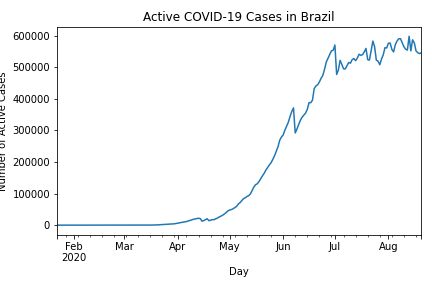 Active COVID-19 Cases in Brazil
Number of Active Cases
600000
500000
400000
300000
200000
100000
0
Feb Mar Apr May Jun Jul Aug
2020
Day